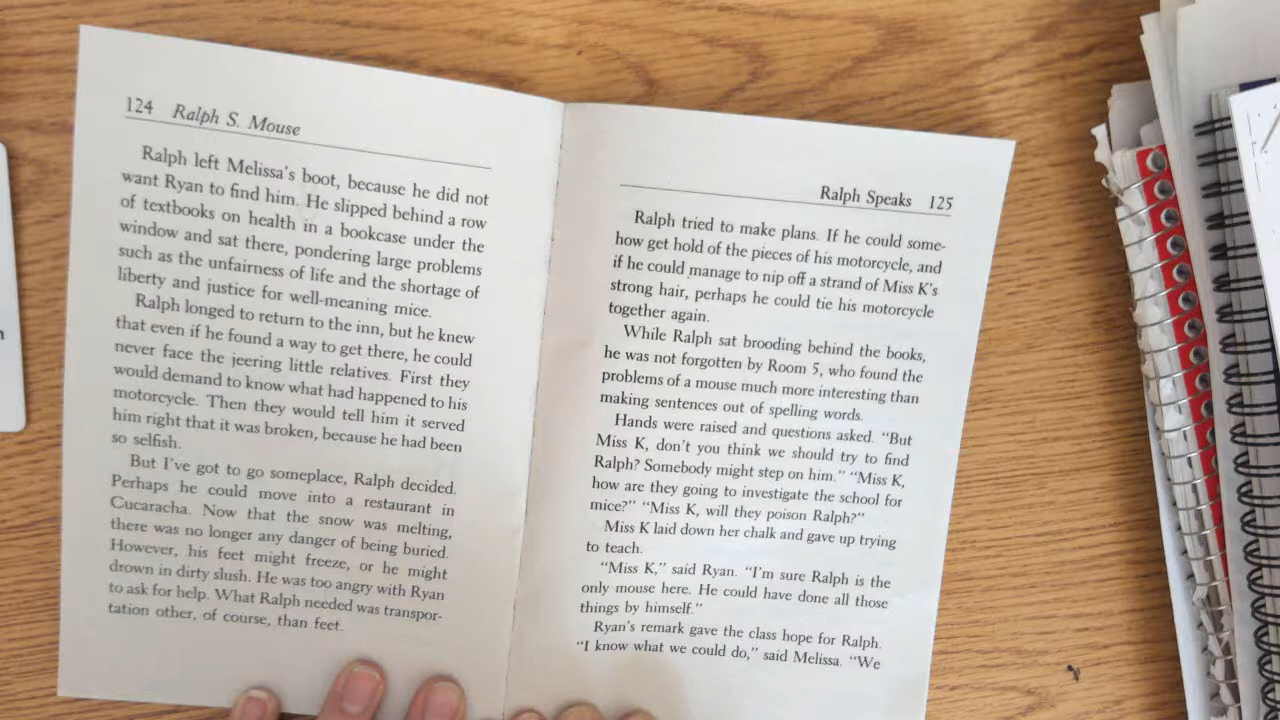 124 Ralph S. Mouse
Ralph left Melissa's boot, because he did not
want Ryan to find him. He slipped behind a row
of textbooks on health in a bookcase under the
window and sat there, pondering large problems
such as the unfairness of life and the shortage of
liberty and justice for well-meaning mice.
Ralph longed to return to the inn, but he knew
that even if he found a way to get there, he could
never face the jeering little relatives. First they
would demand to know what had happened to his
motorcycle. Then they would tell him it served
him right that it was broken, because he had been
so selfish.
But I've got to go someplace, Ralph decided.
Perhaps he could move into a restaurant in
Cucaracha. Now that the snow was melting,
there was no longer any danger of being buried.
However, his feet might freeze, or he might
drown in dirty slush. He was too angry with Ryan
to ask for help. What Ralph needed was transpor-
tation other, of course, than feet.
Ralph Speaks 125
Ralph tried to make plans. If he could some-
how get hold of the pieces of his motorcycle, and
if he could manage to nip off a strand of Miss K's
strong hair, perhaps he could tie his motorcycle
together again.
While Ralph sat brooding behind the books,
he was not forgotten by Room 5, who found the
problems of a mouse much more interesting than
making sentences out of spelling words.
Hands were raised and questions asked. "But
Miss K, don't you think we should try to find
Ralph? Somebody might step on him." "Miss K,
how are they going to investigate the school for
mice?" "Miss K, will they poison Ralph?"
Miss K laid down her chalk and gave up trying
to teach.
"Miss K," said Ryan. "I'm sure Ralph is the
only mouse here. He could have done all those
things by himself."
Ryan's remark gave the class hope for Ralph.
"I know what we could do," said Melissa. "We
n